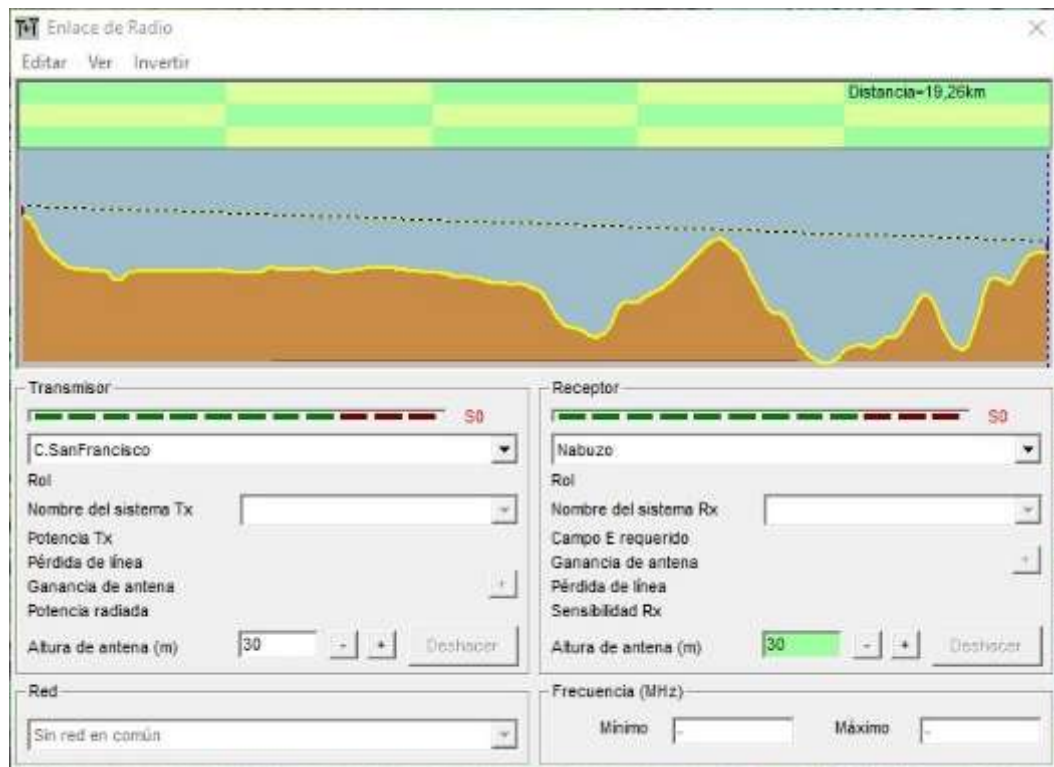 Enlace de Radio
Editar Ver Invertir
Distancia=19,26km
Transmisor
S0
C.SanFrancisco
Rol
Nombre del sistema Tx
Potencia Tx
Pérdida de línea
Ganancia de antena
+
Potencia radiada
Altura de antena (m) 30 - + Deshacer
Red
Sin red en común
Receptor
S0
Nabuzo
Rol
Nombre del sistema Rx
Campo E requerido
Ganancia de antena
+
Pérdida de línea
Sensibilidad Rx
Altura de antena (m) 30 - + Deshacer
Frecuencia (MHz)
Mínimo - Máximo -